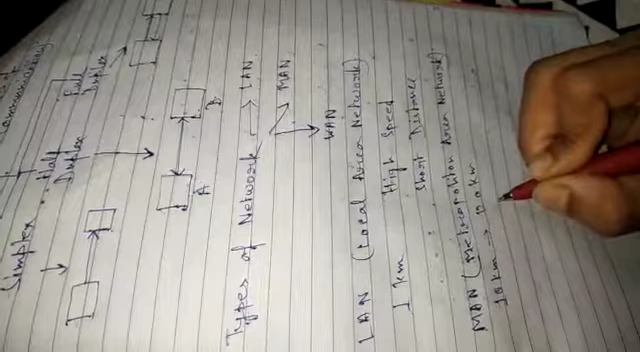 Simplex
Half Duplex
Full Duplex
A
B
Types of Network → LAN
MAN
WAN
LAN (Local Area Network)
1 km High Speed
Short Distance
MAN (Metropolitan Area Network)
10 km →